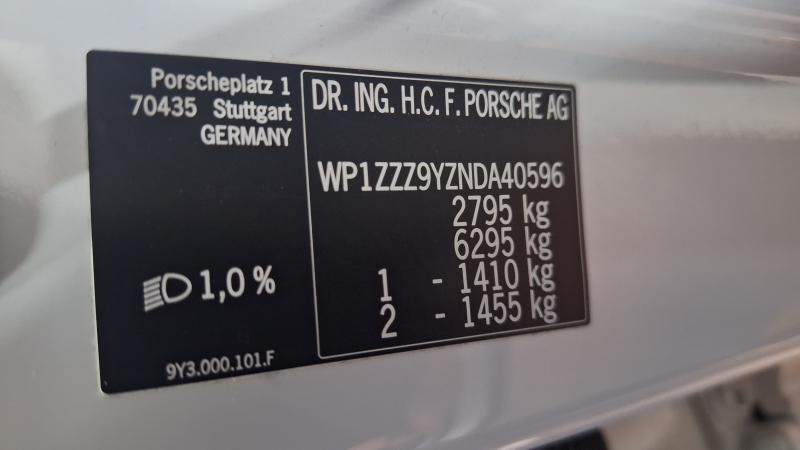 Porscheplatz 1
70435 Stuttgart
GERMANY
DR. ING. H.C. F. PORSCHE AG
WP1ZZZ9YZNDA40596
2795 kg
6295 kg
1 - 1410 kg
2 - 1455 kg
1,0 %
9Y3.000.101.F